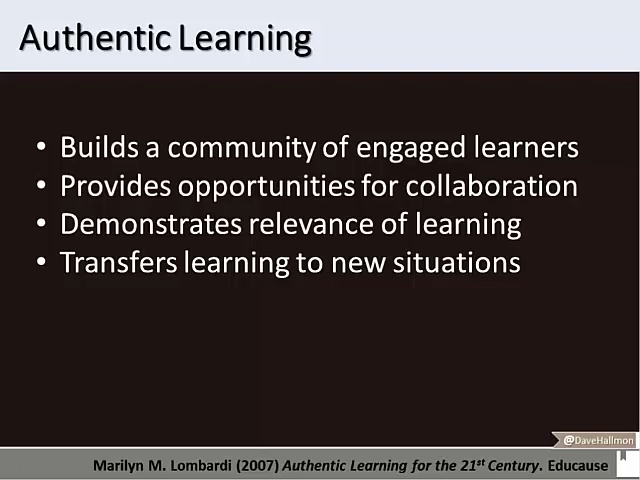 Authentic Learning
• Builds a community of engaged learners
• Provides opportunities for collaboration
• Demonstrates relevance of learning
• Transfers learning to new situations
@DaveHallmon
Marilyn M. Lombardi (2007) Authentic Learning for the 21st Century. Educause